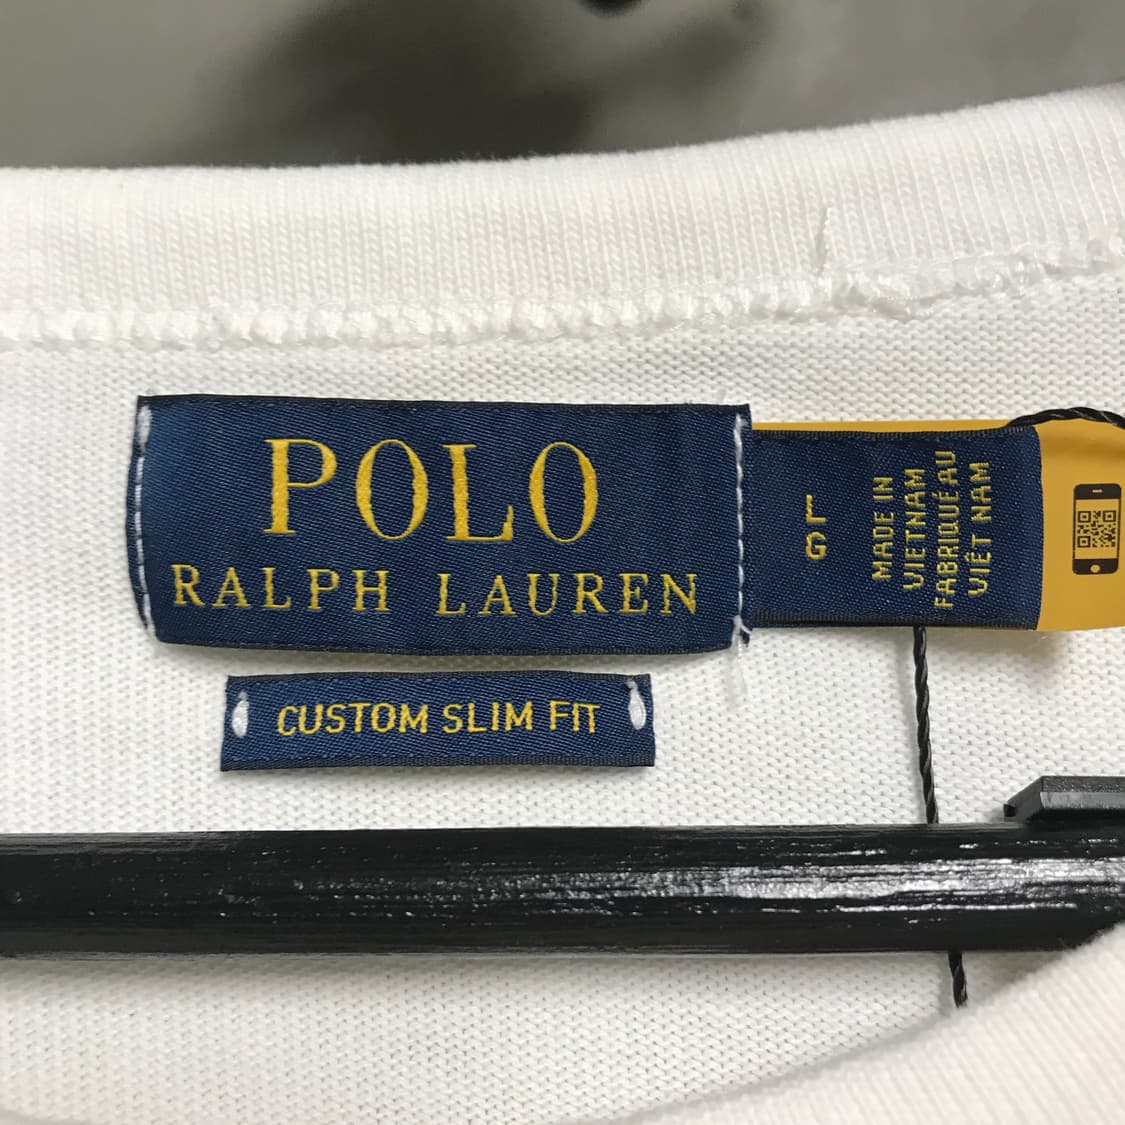 POLO
RALPH LAUREN
CUSTOM SLIM FIT
L
G
MADE IN
VIETNAM
FABRIQUÉ AU
VIÊT NAM